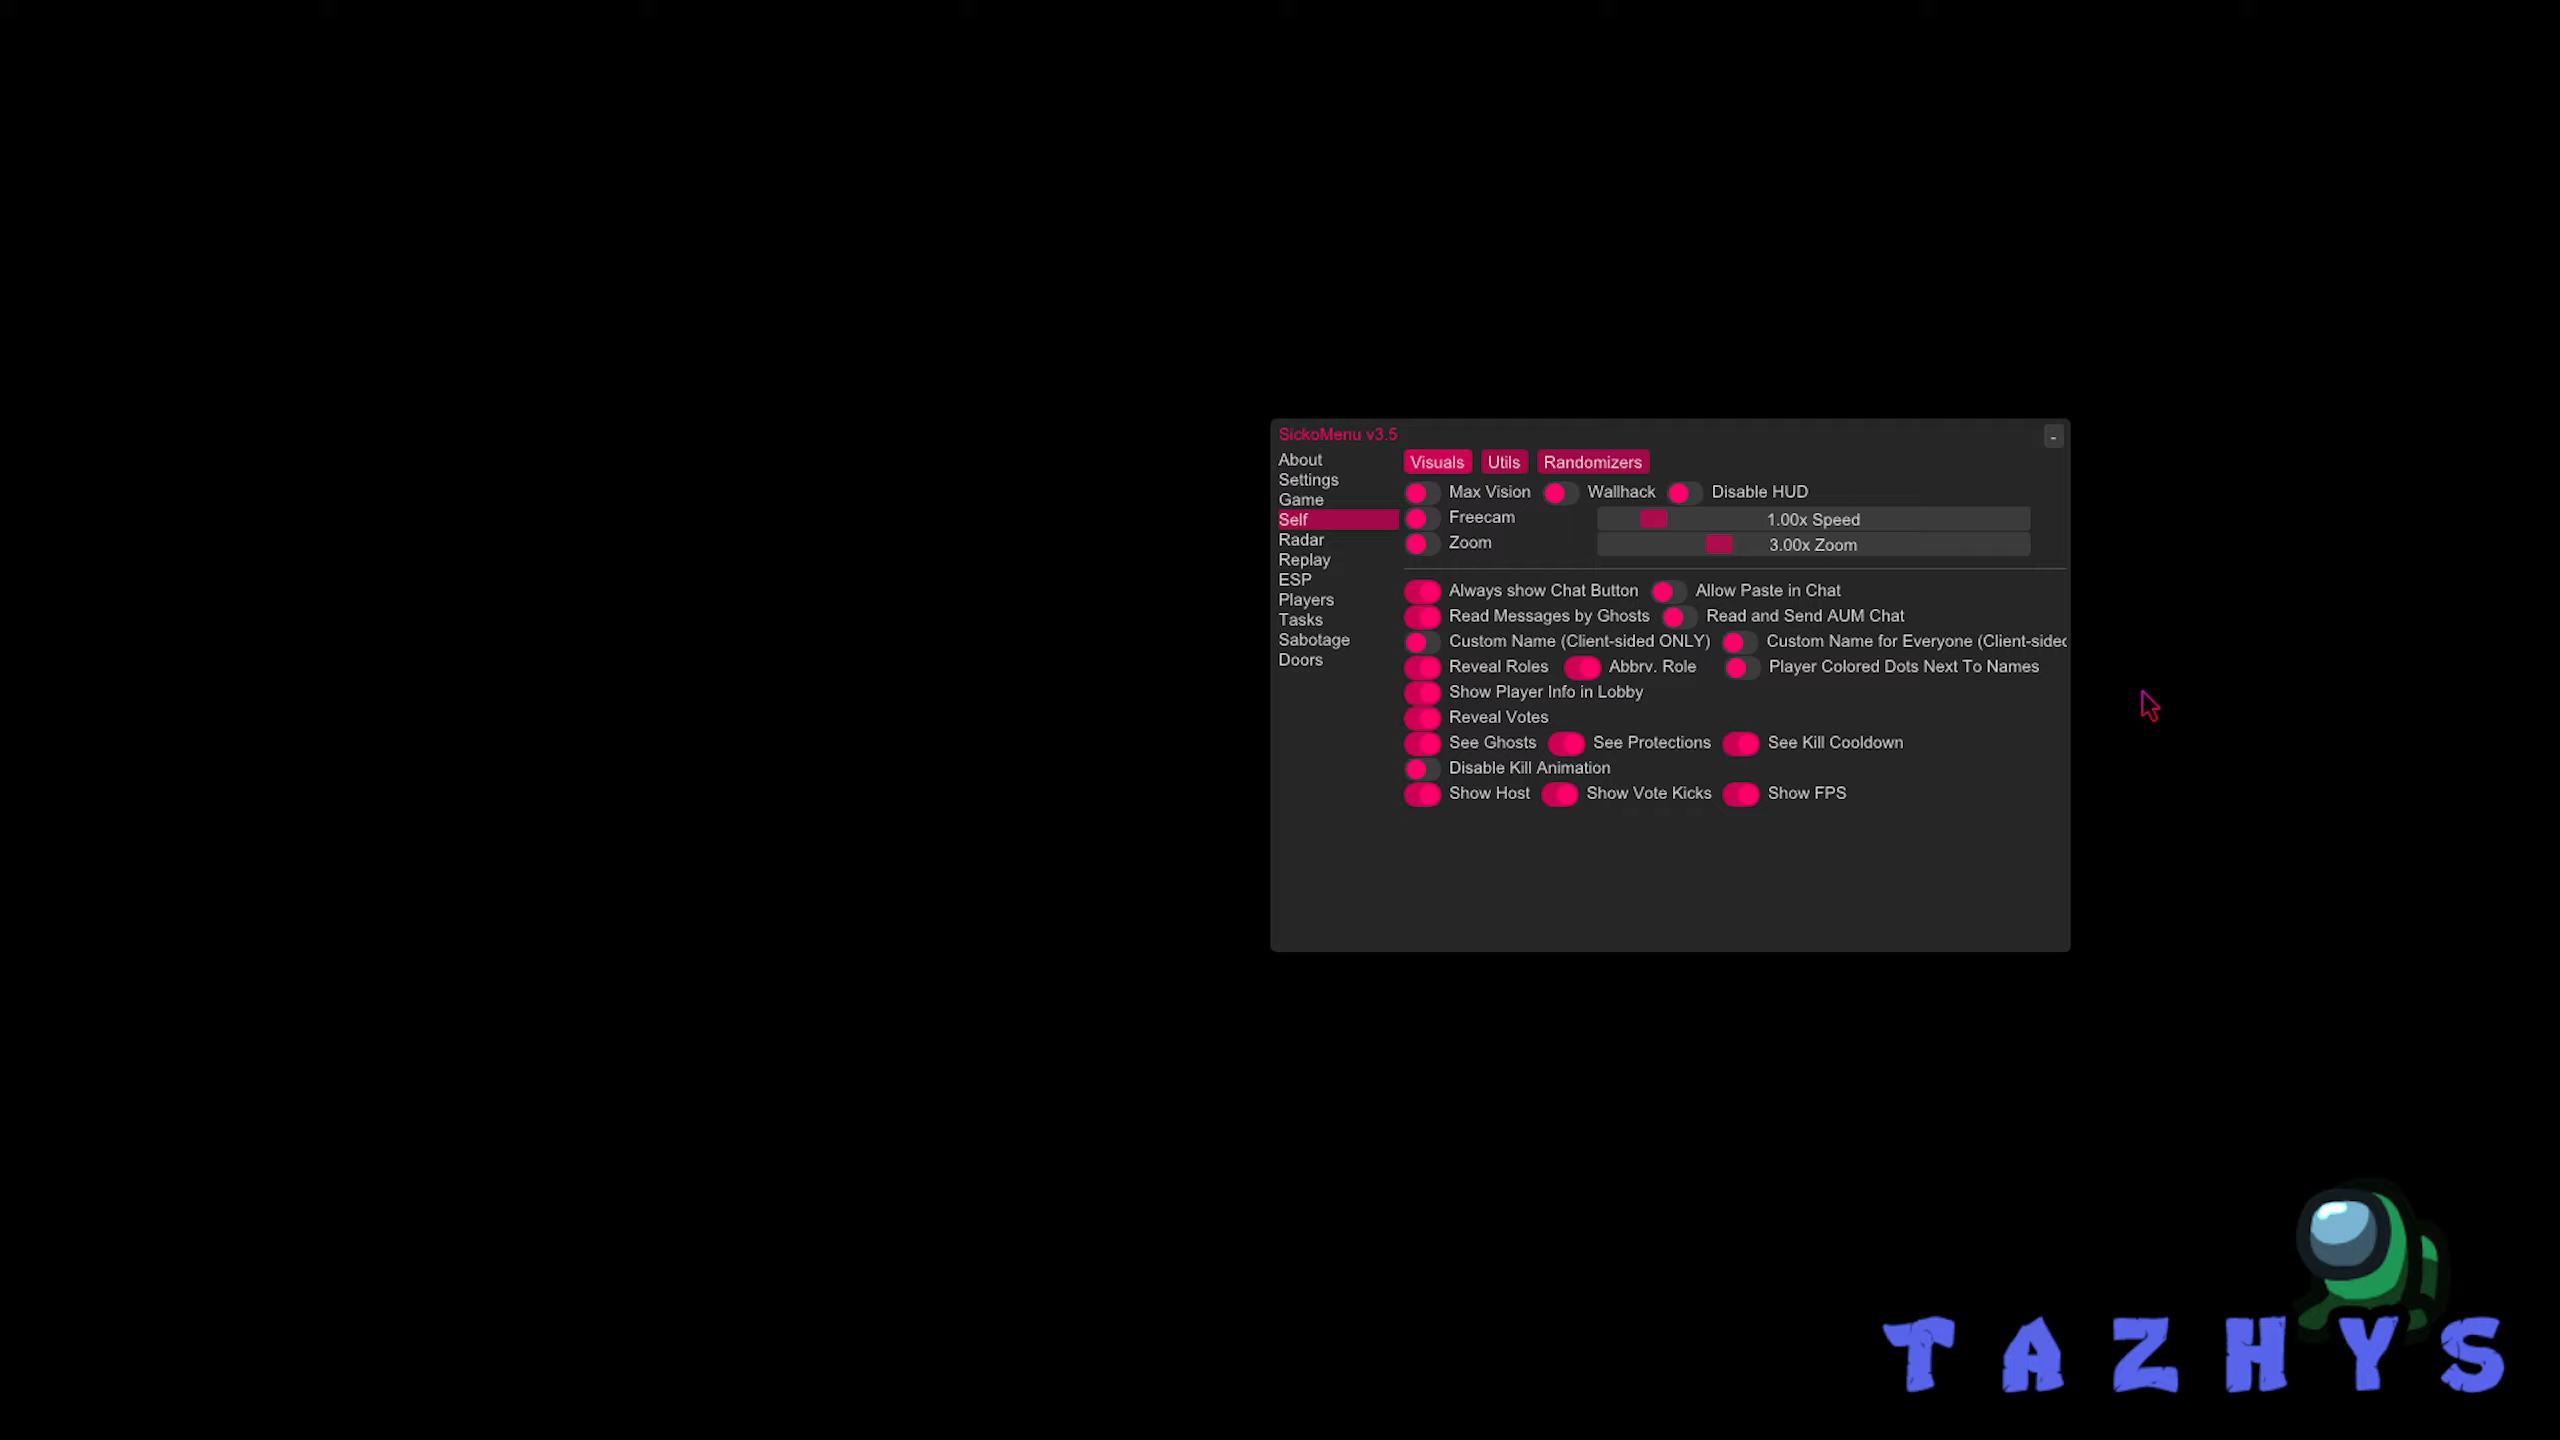 SickoMenu v3.5
-
About
Settings
Game
Self
Radar
Replay
ESP
Players
Tasks
Sabotage
Doors
Visuals Utils Randomizers
Max Vision Wallhack Disable HUD
Freecam 1.00x Speed
Zoom 3.00x Zoom
Always show Chat Button Allow Paste in Chat
Read Messages by Ghosts Read and Send AUM Chat
Custom Name (Client-sided ONLY) Custom Name for Everyone (Client-sided
Reveal Roles Abbrv. Role Player Colored Dots Next To Names
Show Player Info in Lobby
Reveal Votes
See Ghosts See Protections See Kill Cooldown
Disable Kill Animation
Show Host Show Vote Kicks Show FPS
TAZHYS